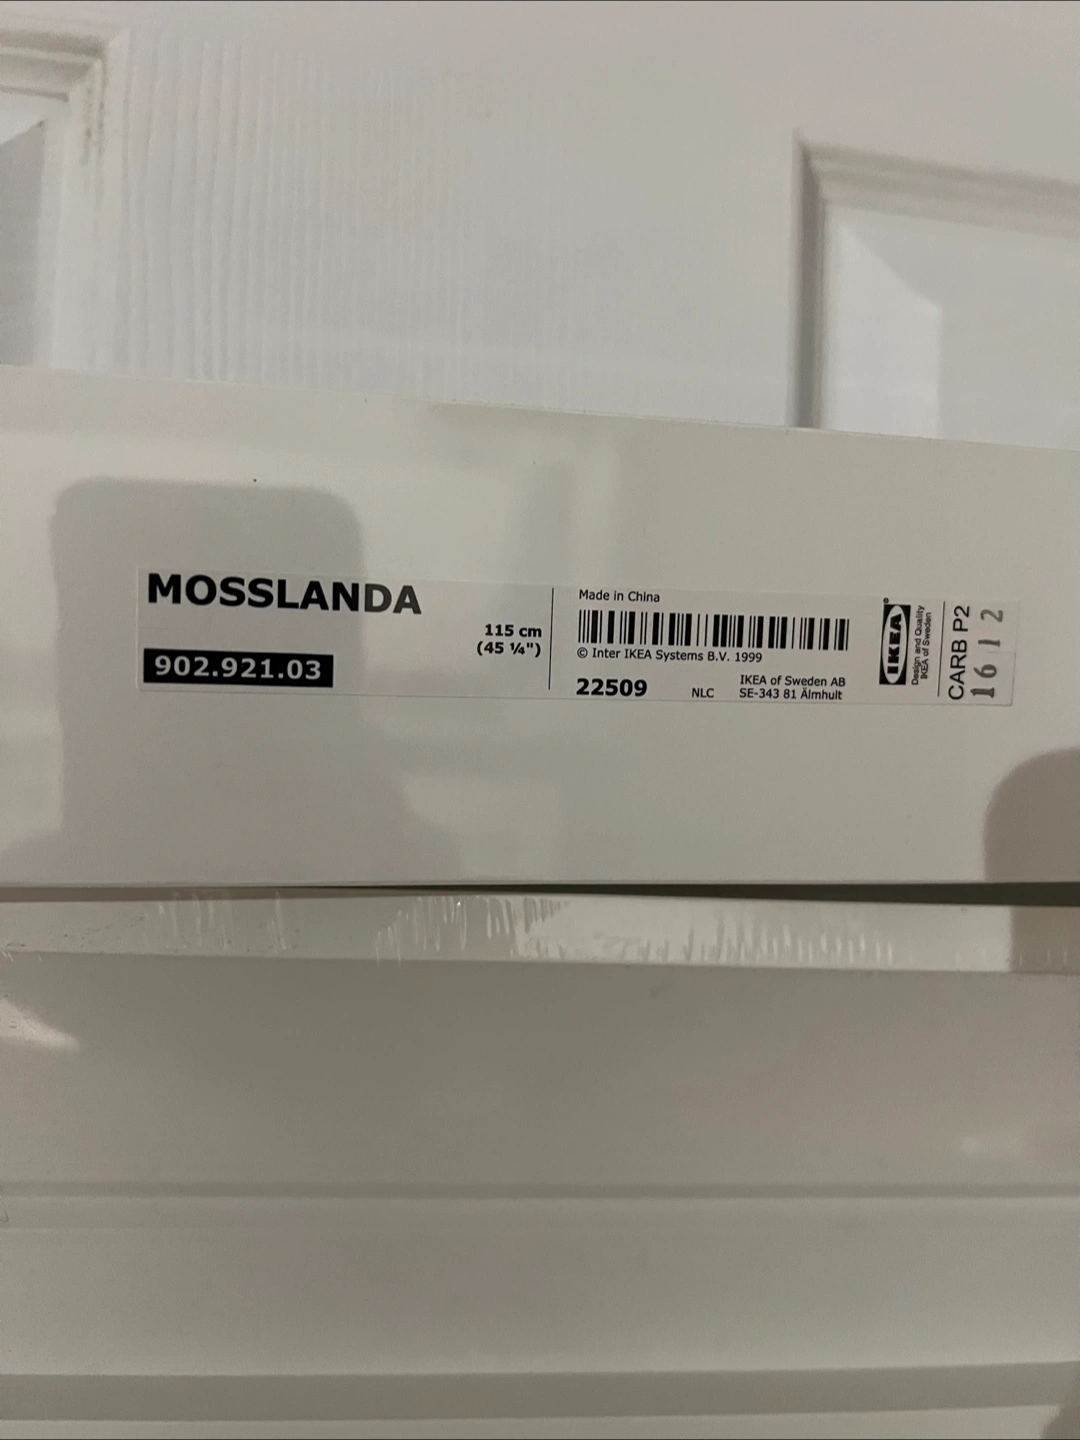 MOSSLANDA
115 cm
(45 ¼")
902.921.03
Made in China
© Inter IKEA Systems B.V. 1999
22509
NLC
IKEA of Sweden AB
SE-343 81 Älmhult
IKEA®
Design and Quality
IKEA of Sweden
CARB P2
1612